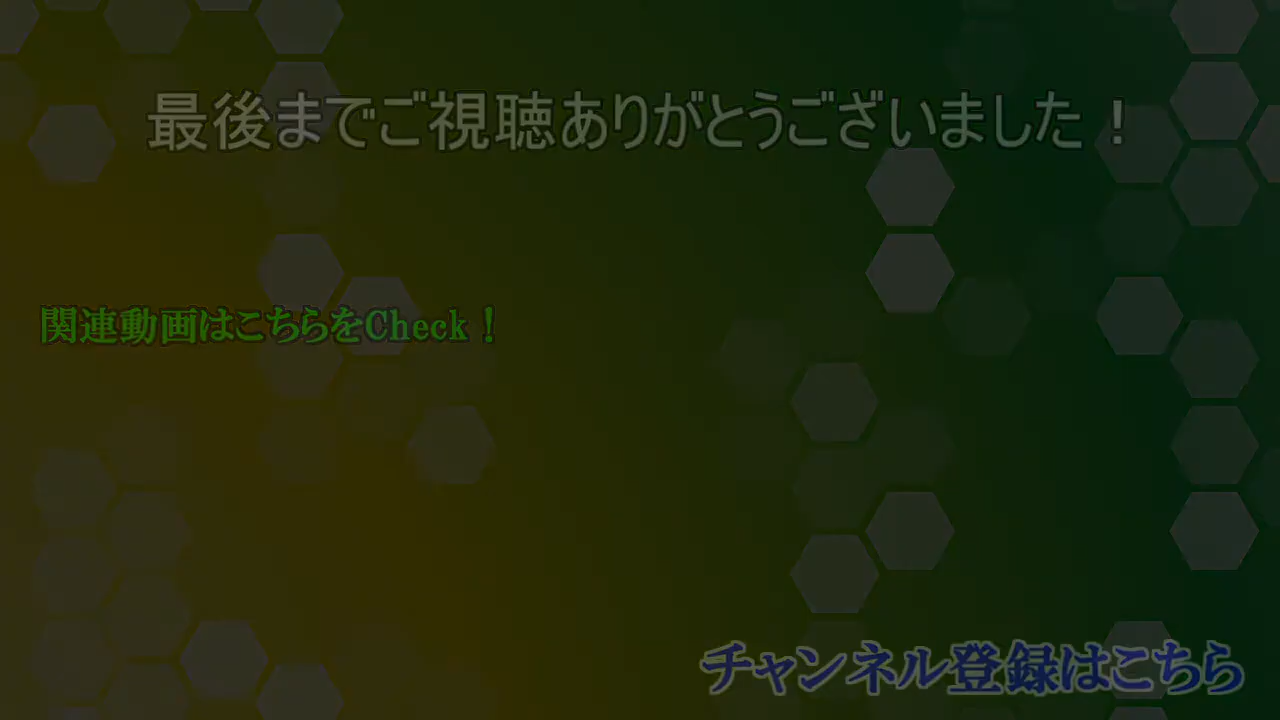 最後までご視聴ありがとうございました！
関連動画はこちらをCheck！
チャンネル登録はこちら